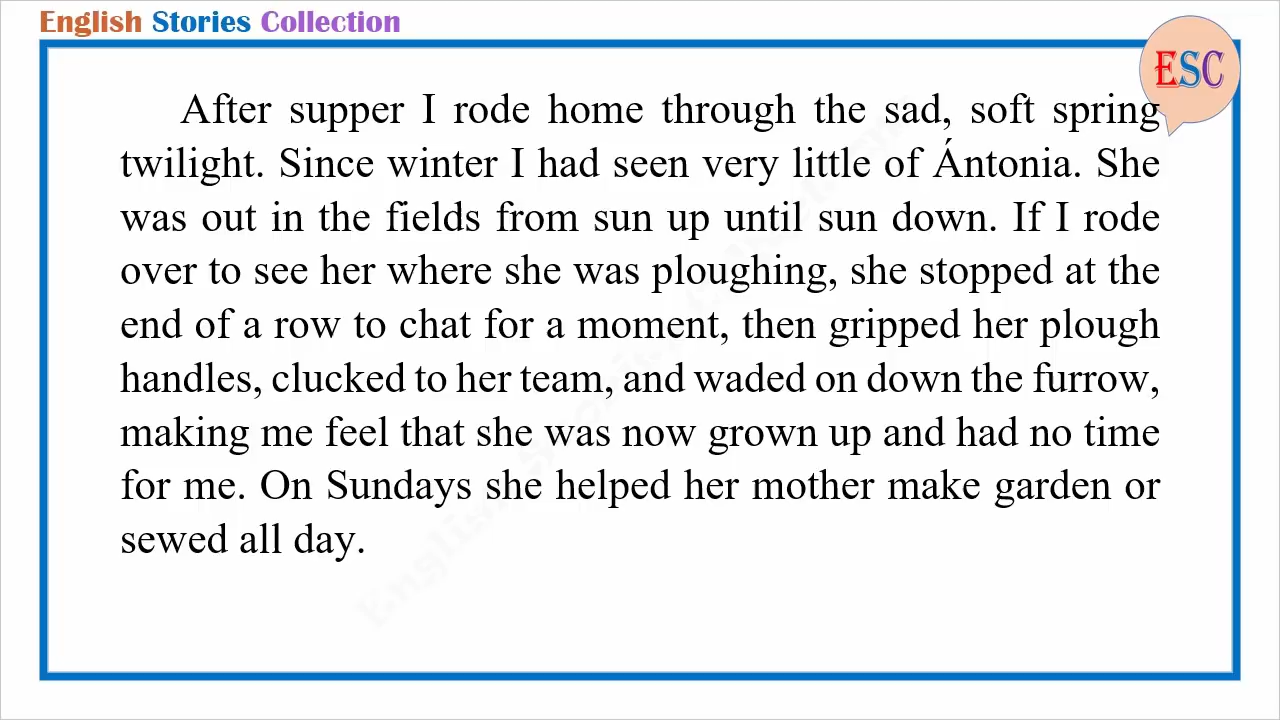 English Stories Collection
ESC
After supper I rode home through the sad, soft spring
twilight. Since winter I had seen very little of Ántonia. She
was out in the fields from sun up until sun down. If I rode
over to see her where she was ploughing, she stopped at the
end of a row to chat for a moment, then gripped her plough
handles, clucked to her team, and waded on down the furrow,
making me feel that she was now grown up and had no time
for me. On Sundays she helped her mother make garden or
sewed all day.